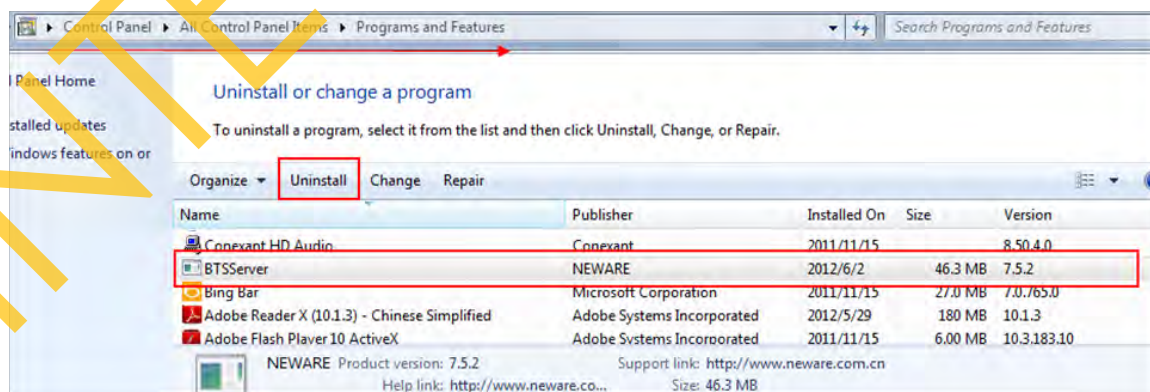 Control Panel ▸ All Control Panel Items ▸ Programs and Features Search Programs and Features
l Panel Home
Uninstall or change a program
stalled updates
To uninstall a program, select it from the list and then click Uninstall, Change, or Repair.
indows features on or
Organize Uninstall Change Repair
Name Publisher Installed On Size Version
Conexant HD Audio Conexant 2011/11/15 8.50.4.0
BTSServer NEWARE 2012/6/2 46.3 MB 7.5.2
Bing Bar Microsoft Corporation 2011/11/15 27.0 MB 7.0.765.0
Adobe Reader X (10.1.3) - Chinese Simplified Adobe Systems Incorporated 2012/5/29 180 MB 10.1.3
Adobe Flash Player 10 ActiveX Adobe Systems Incorporated 2011/11/15 6.00 MB 10.3.183.10
NEWARE Product version: 7.5.2 Support link: http://www.neware.com.cn
Help link: http://www.neware.co... Size: 46.3 MB